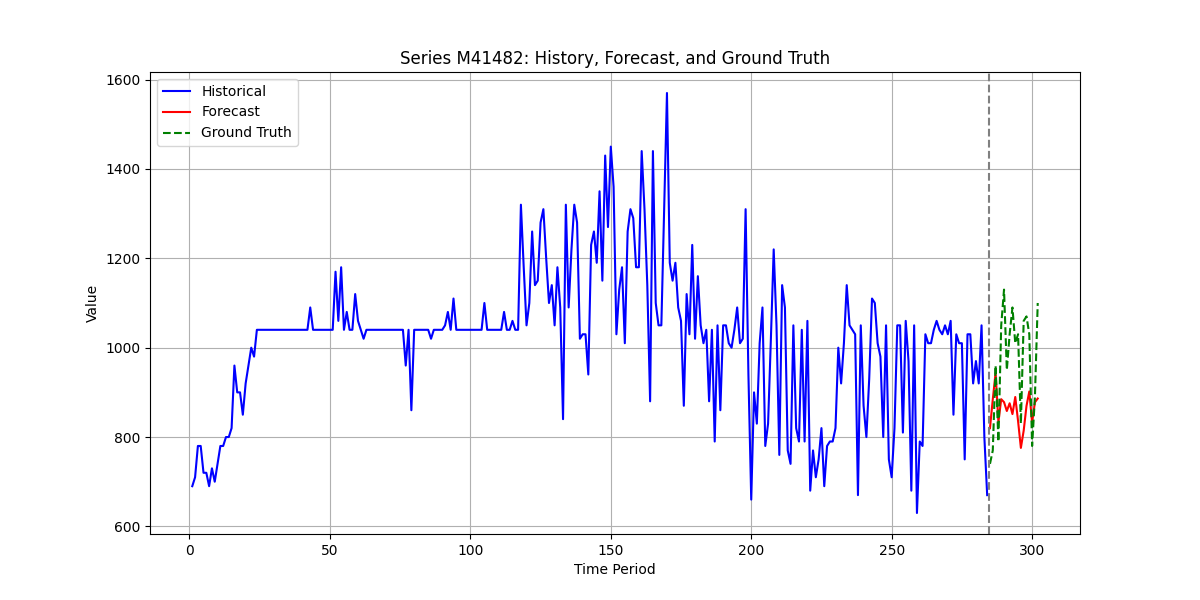 Series M41482: History, Forecast, and Ground Truth
Historical
Forecast
Ground Truth
1600
1400
1200
1000
800
600
Value
0 50 100 150 200 250 300
Time Period